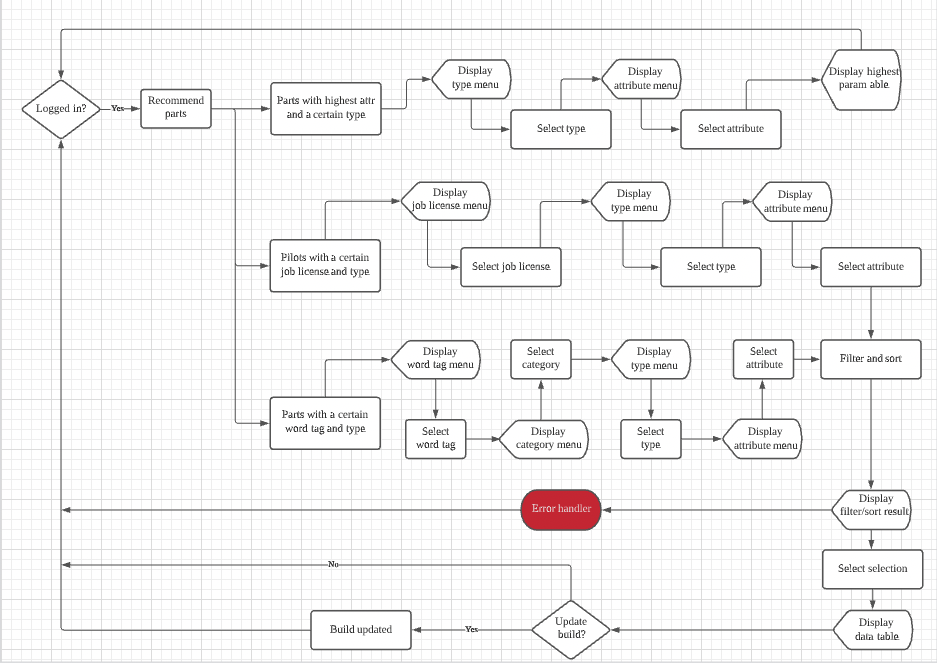 Logged in?
Yes
Recommend
parts
Parts with highest attr
and a certain type
Display
type menu
Select type
Display
attribute menu
Select attribute
Display highest
param able
Pilots with a certain
job license and type
Display
job license menu
Select job license
Display
type menu
Select type
Display
attribute menu
Select attribute
Parts with a certain
word tag and type
Display
word tag menu
Select
word tag
Display
category menu
Select
category
Display
type menu
Select
type
Display
attribute menu
Select
attribute
Filter and sort
Display
filter/sort result
Error handler
Select selection
Display
data table
Update
build?
No
Yes
Build updated